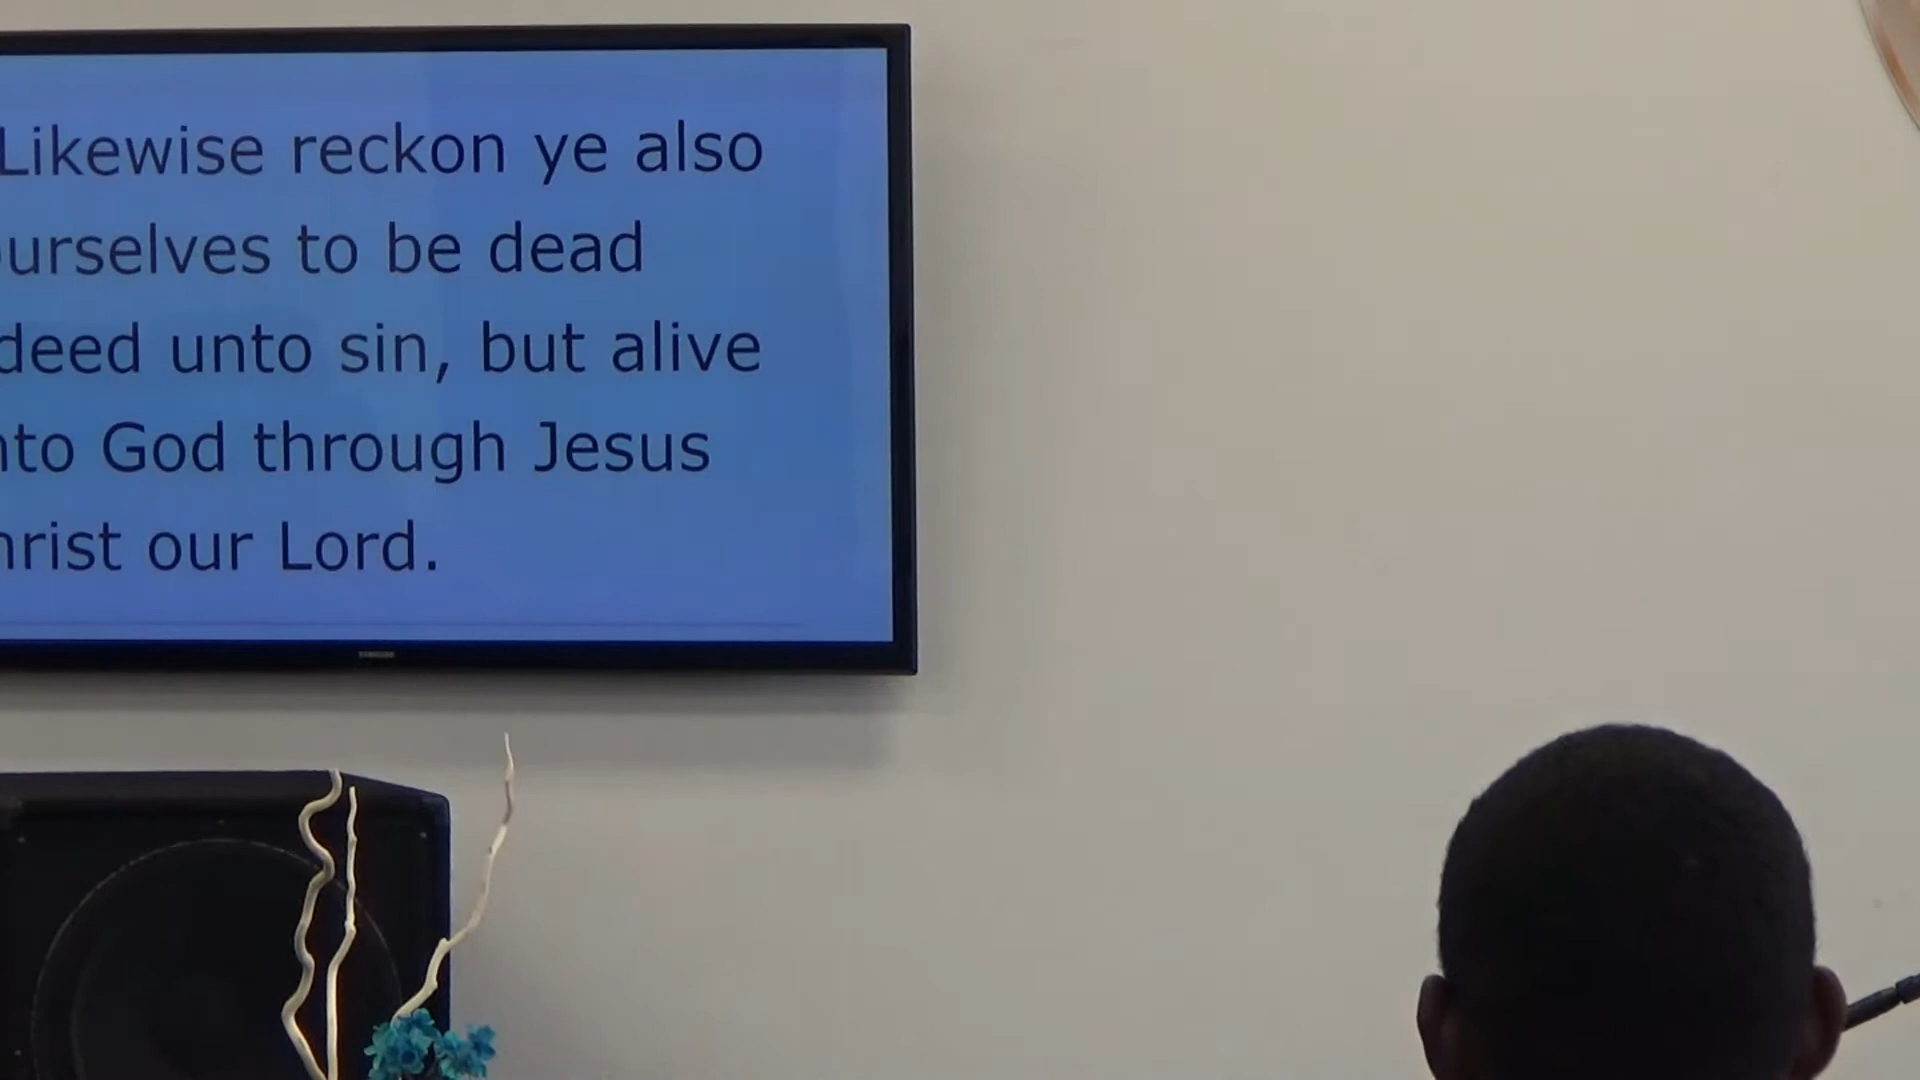 Likewise reckon ye also
ourselves to be dead
deed unto sin, but alive
nto God through Jesus
hrist our Lord.